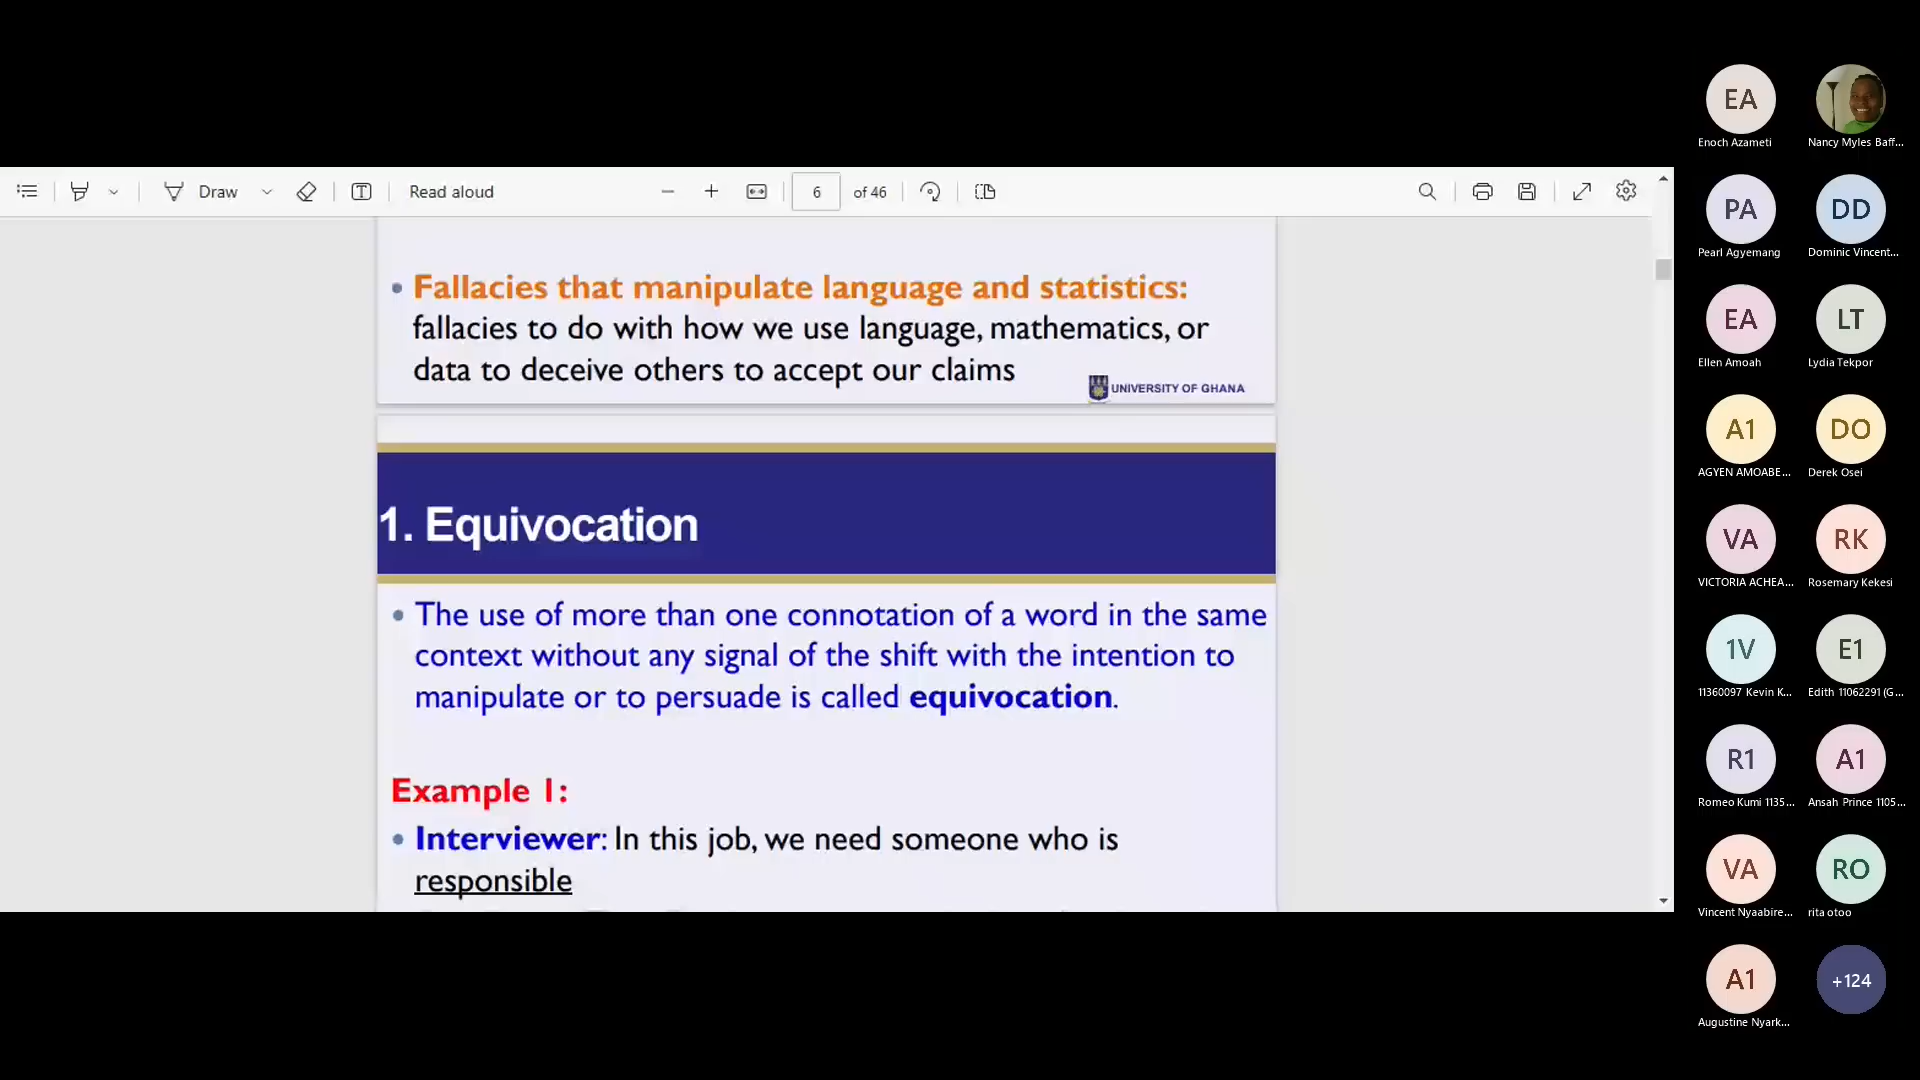 Draw
Read aloud
6 of 46
• Fallacies that manipulate language and statistics:
fallacies to do with how we use language, mathematics, or
data to deceive others to accept our claims
UNIVERSITY OF GHANA
1. Equivocation
• The use of more than one connotation of a word in the same
context without any signal of the shift with the intention to
manipulate or to persuade is called equivocation.
Example 1:
• Interviewer: In this job, we need someone who is
responsible
EA
Enoch Azameti
Nancy Myles Baff...
PA
Pearl Agyemang
DD
Dominic Vincent...
EA
Ellen Amoah
LT
Lydia Tekpor
A1
AGYEN AMOABE...
DO
Derek Osei
VA
VICTORIA ACHEA...
RK
Rosemary Kekesi
1V
11360097 Kevin K...
E1
Edith 11062291 (G...
R1
Romeo Kumi 1135...
A1
Ansah Prince 1105...
VA
Vincent Nyaabire...
RO
rita otoo
A1
Augustine Nyark...
+124